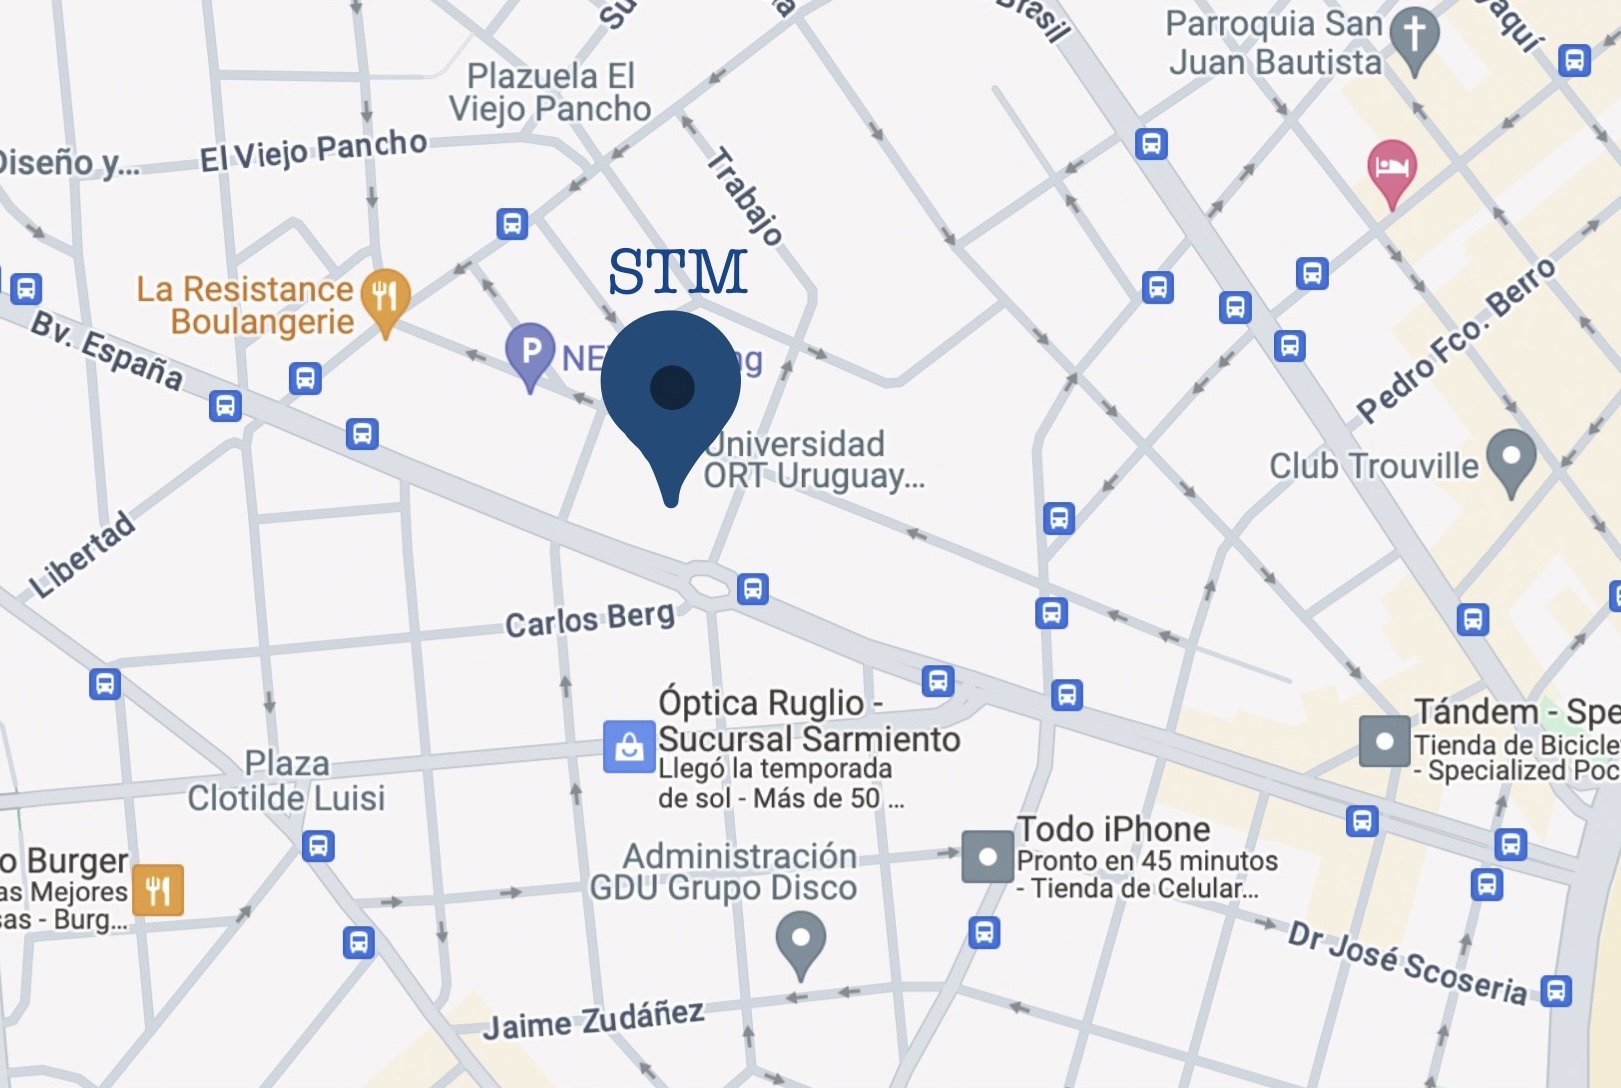 Brasil
Parroquia San
Juan Bautista
Plazuela El
Viejo Pancho
El Viejo Pancho
Diseño y...
Trabajo
STM
La Resistance
Boulangerie
Bv. España
P
Pedro Fco. Berro
Universidad
ORT Uruguay...
Club Trouville
Libertad
Carlos Berg
Óptica Ruglio -
Sucursal Sarmiento
Llegó la temporada
de sol - Más de 50 ...
Tándem - Spe
Tienda de Bicicle
- Specialized Poc
Plaza
Clotilde Luisi
Todo iPhone
Pronto en 45 minutos
- Tienda de Celular...
Administración
GDU Grupo Disco
o Burger
as Mejores
sas - Burg...
Dr José Scoseria
Jaime Zudáñez